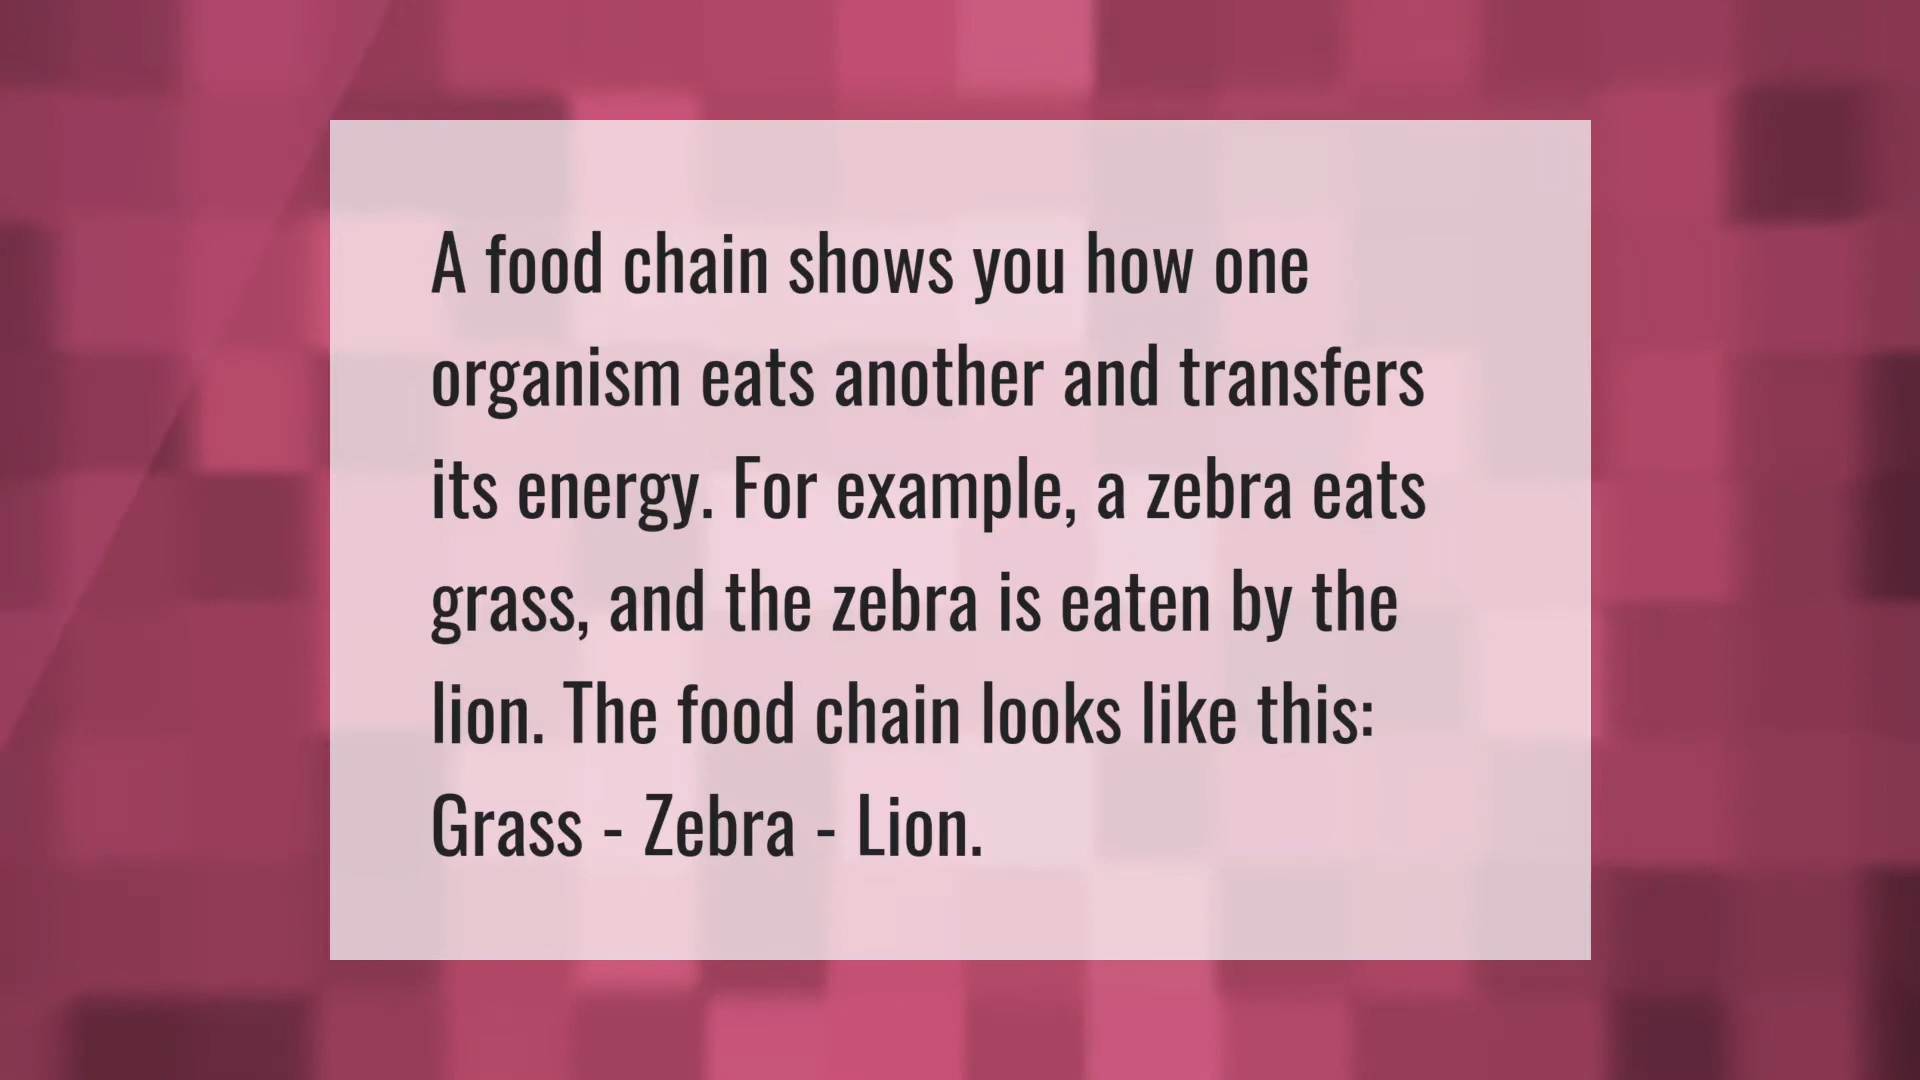 A food chain shows you how one
organism eats another and transfers
its energy. For example, a zebra eats
grass, and the zebra is eaten by the
lion. The food chain looks like this:
Grass - Zebra - Lion.